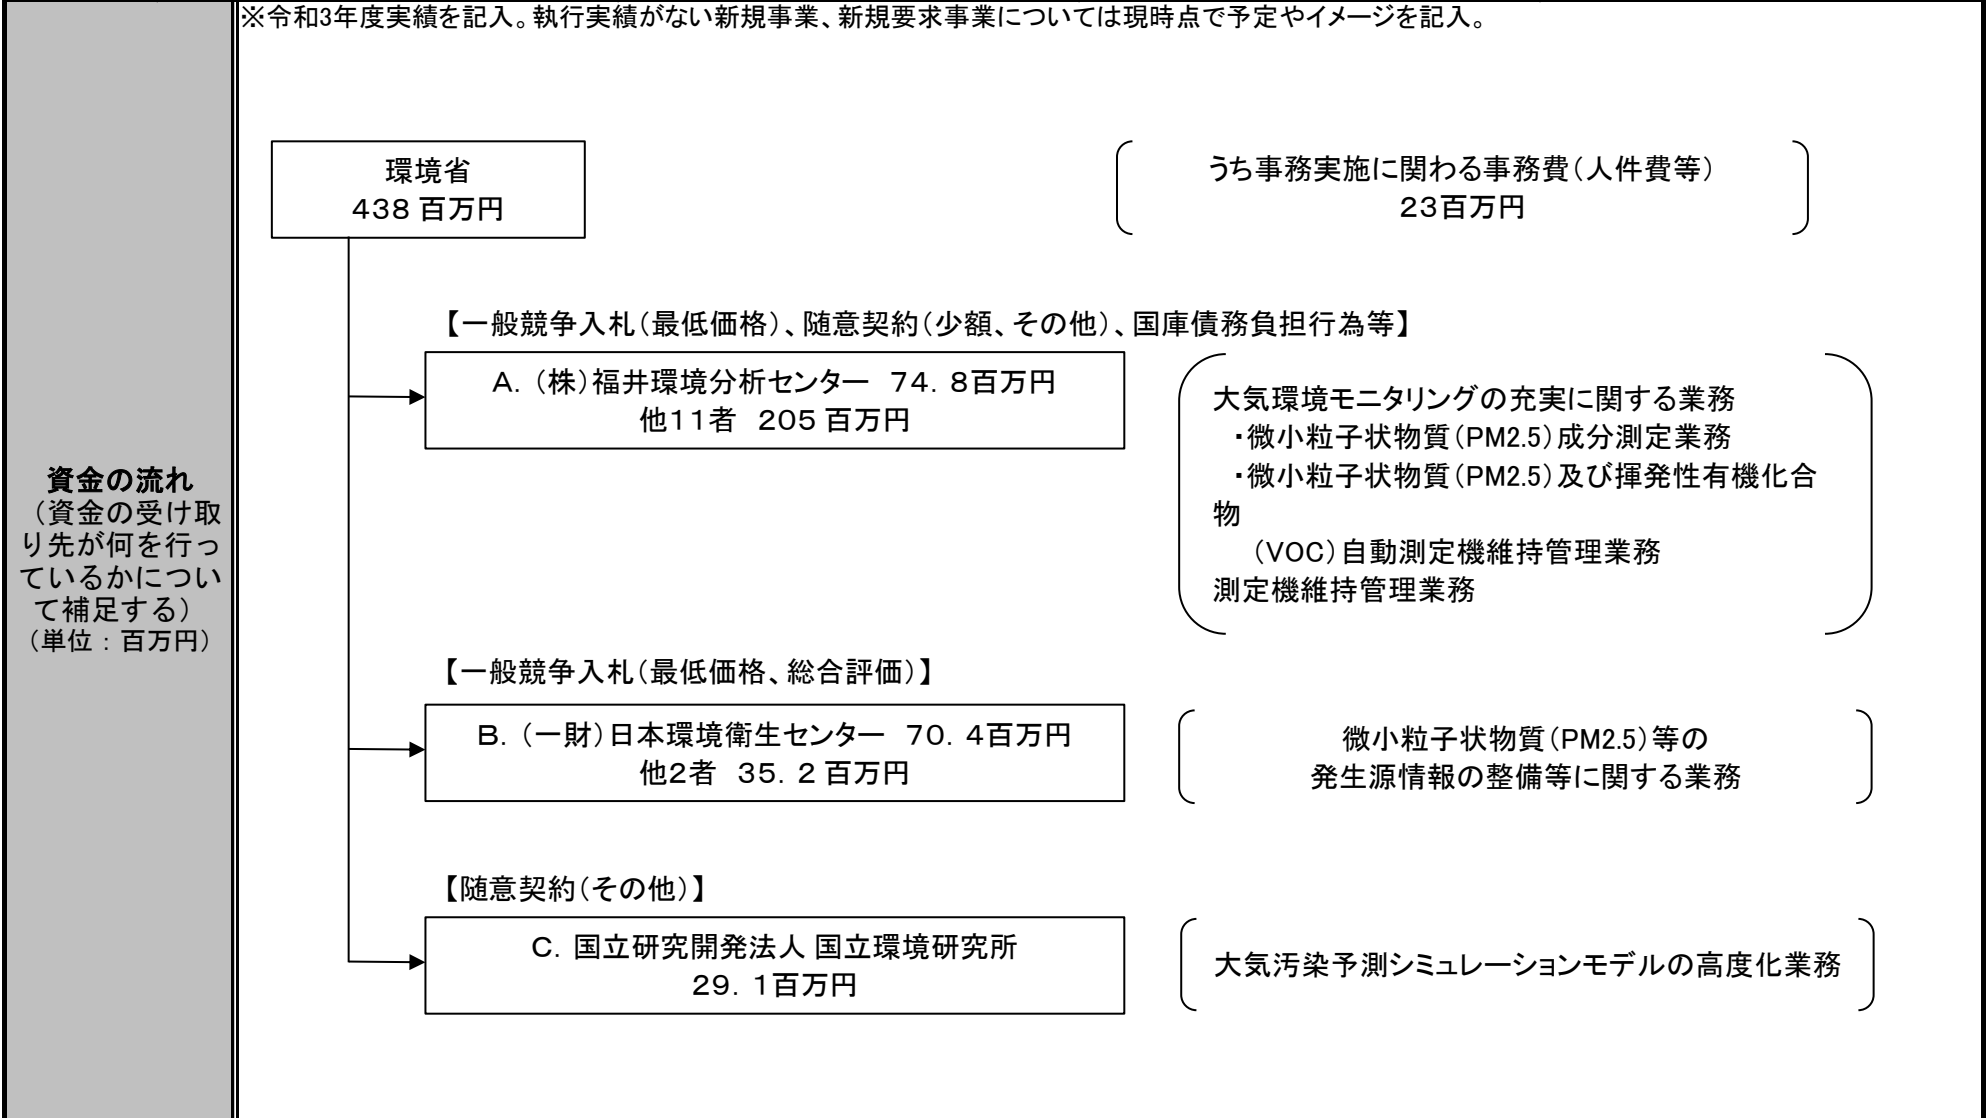 ※令和3年度実績を記入。執行実績がない新規事業、新規要求事業については現時点で予定やイメージを記入。
資金の流れ
（資金の受け取
り先が何を行っ
ているかについ
て補足する）
（単位：百万円）
環境省
４３８ 百万円
うち事務実施に関わる事務費（人件費等）
２３百万円
【一般競争入札（最低価格）、随意契約（少額、その他）、国庫債務負担行為等】
Ａ．（株）福井環境分析センター　７４．８百万円
他１１者　２０５ 百万円
大気環境モニタリングの充実に関する業務
・微小粒子状物質（PM2.5）成分測定業務
・微小粒子状物質（PM2.5）及び揮発性有機化合
物
（VOC）自動測定機維持管理業務
測定機維持管理業務
【一般競争入札（最低価格、総合評価）】
Ｂ．（一財）日本環境衛生センター　７０．４百万円
他２者　３５．２ 百万円
微小粒子状物質（PM2.5）等の
発生源情報の整備等に関する業務
【随意契約（その他）】
Ｃ．国立研究開発法人 国立環境研究所
２９．１百万円
大気汚染予測シミュレーションモデルの高度化業務